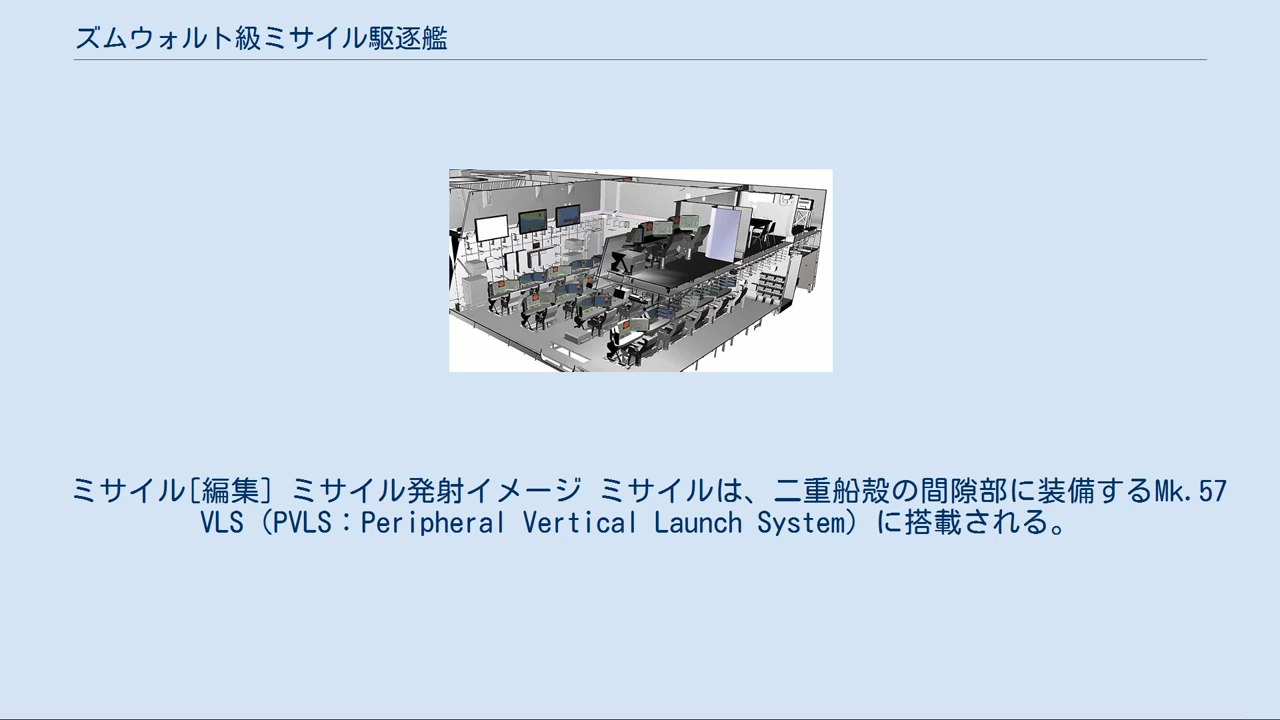 ズムウォルト級ミサイル駆逐艦
ミサイル[編集] ミサイル発射イメージ ミサイルは、二重船殻の間隙部に装備するMk.57
VLS（PVLS：Peripheral Vertical Launch System）に搭載される。